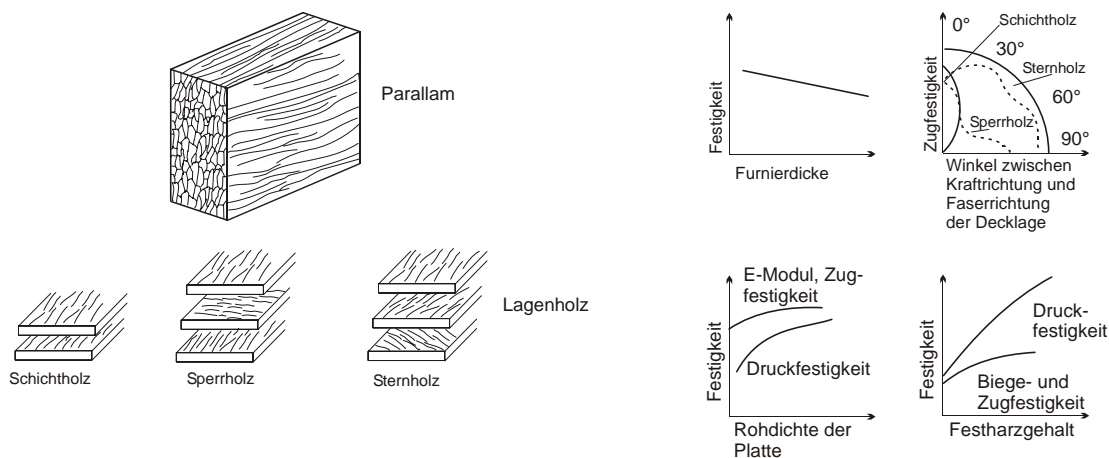 Parallam
Lagenholz
Schichtholz
Sperrholz
Sternholz
Festigkeit
Furnierdicke
Zugfestigkeit
0°
30°
60°
90°
Schichtholz
Sternholz
Sperrholz
Winkel zwischen
Kraftrichtung und
Faserrichtung
der Decklage
Festigkeit
E-Modul, Zug-
festigkeit
Druckfestigkeit
Rohdichte der
Platte
Festigkeit
Druck-
festigkeit
Biege- und
Zugfestigkeit
Festharzgehalt